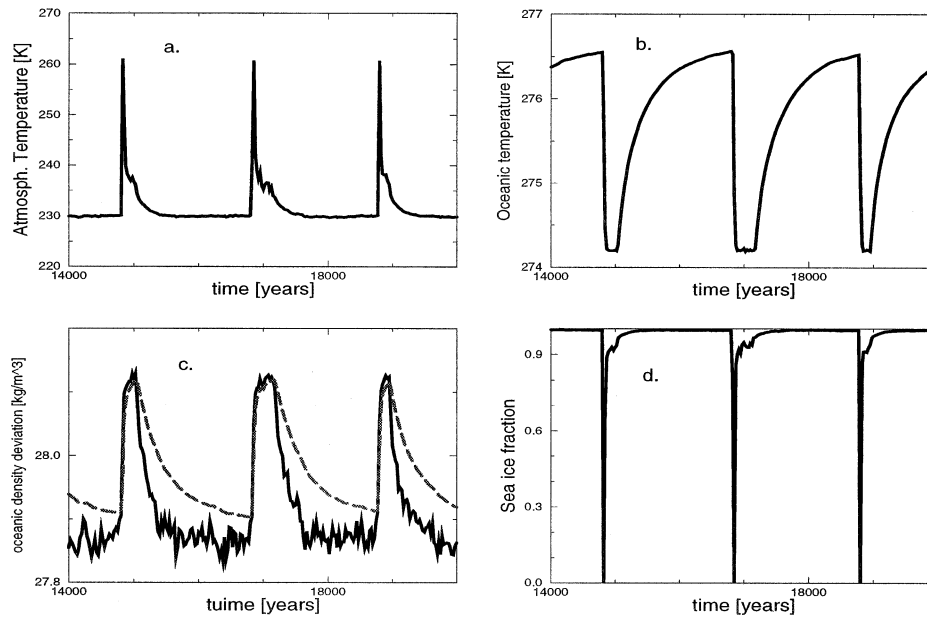 270
260
250
240
230
220
Atmosph. Temperature [K]
a.
14000
18000
time [years]
277
276
275
274
Oceanic temperature [K]
b.
14000
18000
time [years]
28.0
27.8
oceanic density deviation [kg/m^3]
c.
14000
18000
tuime [years]
0.9
0.6
0.3
0.0
Sea ice fraction
d.
14000
18000
time [years]